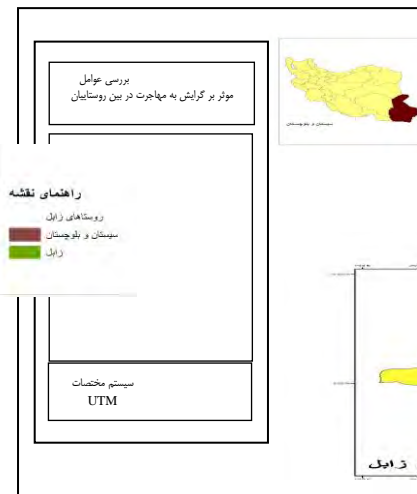 بررسی عوامل
موثر بر گرایش به مهاجرت در بین روستاییان
سیستان و بلوچستان
راهنمای نقشه
روستاهای زابل
سیستان و بلوچستان
زابل
سیستم مختصات
UTM
زابل